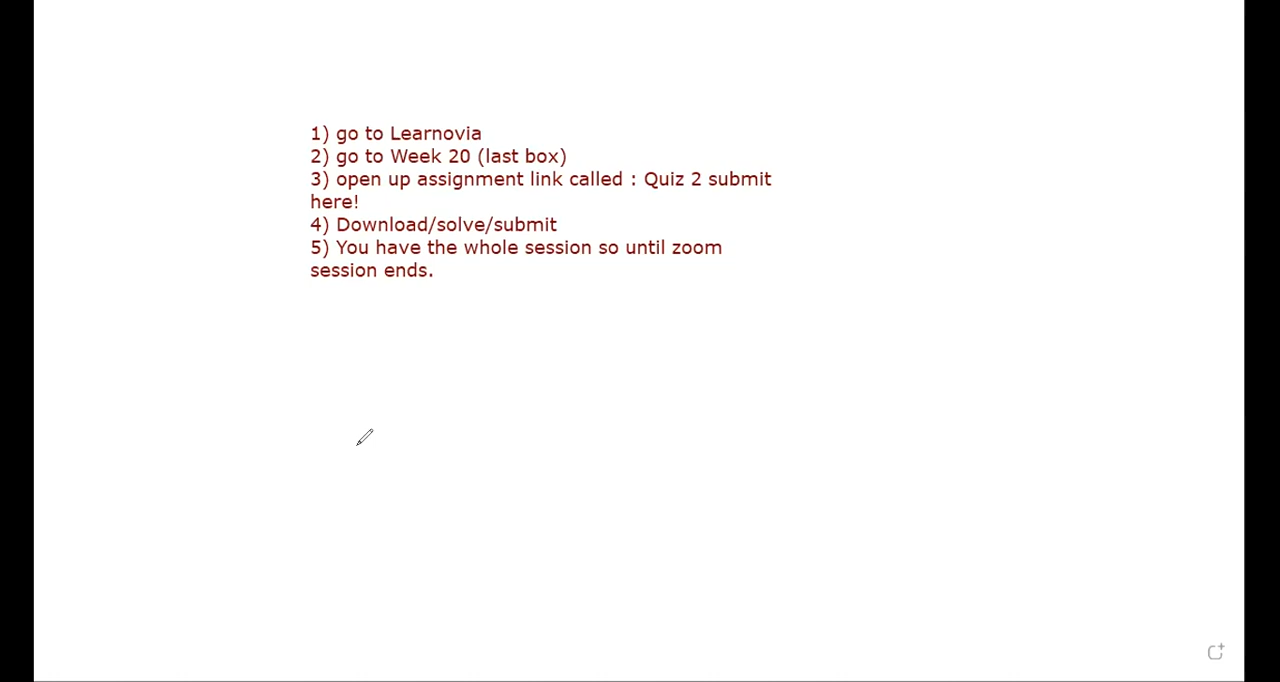 1) go to Learnovia
2) go to Week 20 (last box)
3) open up assignment link called : Quiz 2 submit
here!
4) Download/solve/submit
5) You have the whole session so until zoom
session ends.